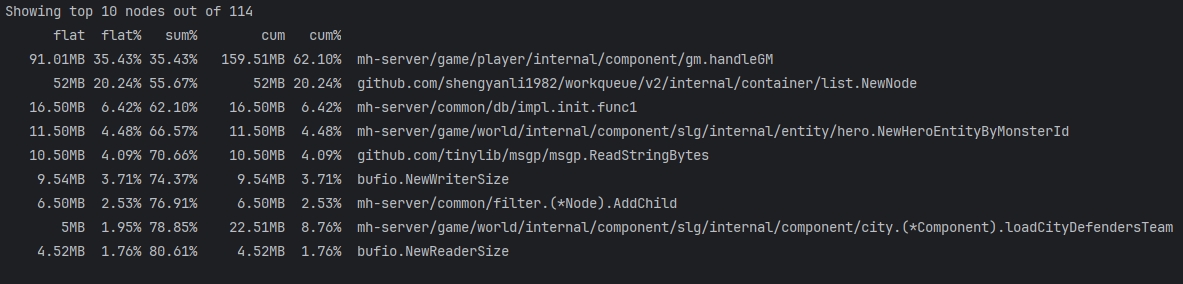 Showing top 10 nodes out of 114
flat flat% sum% cum cum%
91.01MB 35.43% 35.43% 159.51MB 62.10% mh-server/game/player/internal/component/gm.handleGM
52MB 20.24% 55.67% 52MB 20.24% github.com/shengyanli1982/workqueue/v2/internal/container/list.NewNode
16.50MB 6.42% 62.10% 16.50MB 6.42% mh-server/common/db/impl.init.func1
11.50MB 4.48% 66.57% 11.50MB 4.48% mh-server/game/world/internal/component/slg/internal/entity/hero.NewHeroEntityByMonsterId
10.50MB 4.09% 70.66% 10.50MB 4.09% github.com/tinylib/msgp/msgp.ReadStringBytes
9.54MB 3.71% 74.37% 9.54MB 3.71% bufio.NewWriterSize
6.50MB 2.53% 76.91% 6.50MB 2.53% mh-server/common/filter.(*Node).AddChild
5MB 1.95% 78.85% 22.51MB 8.76% mh-server/game/world/internal/component/slg/internal/component/city.(*Component).loadCityDefendersTeam
4.52MB 1.76% 80.61% 4.52MB 1.76% bufio.NewReaderSize